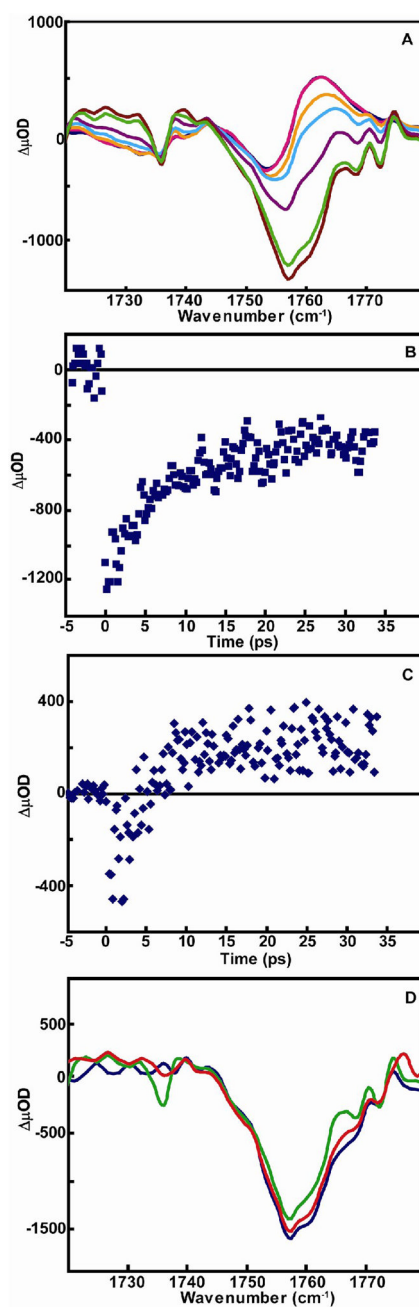 1000
A
ΔμOD
0
-1000
1730 1740 1750 1760 1770
Wavenumber (cm-1)
B
0
ΔμOD
-400
-800
-1200
-5 0 5 10 15 20 25 30 35
Time (ps)
C
400
ΔμOD
0
-400
-5 0 5 10 15 20 25 30 35
Time (ps)
D
500
0
ΔμOD
-500
-1500
1730 1740 1750 1760 1770
Wavenumber (cm-1)